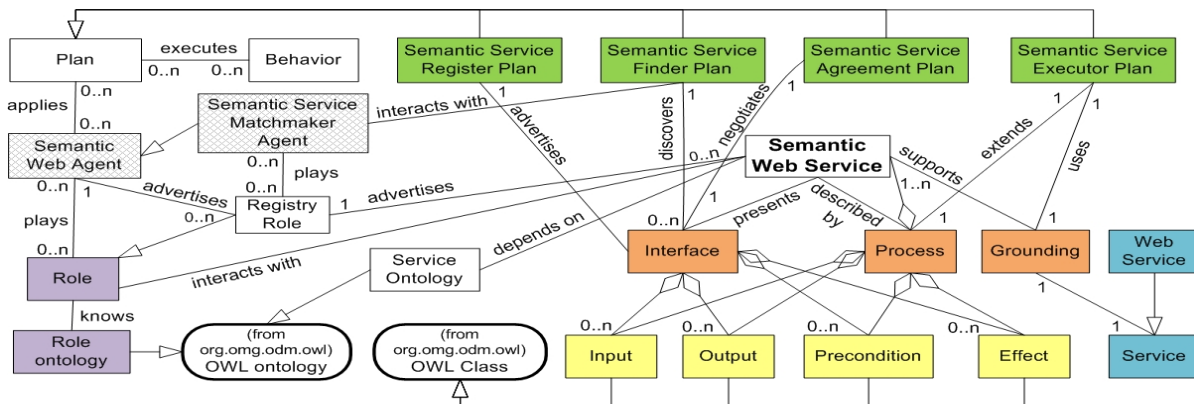 Plan
executes
0..n
0..n
Behavior
Semantic Service
Register Plan
Semantic Service
Finder Plan
Semantic Service
Agreement Plan
Semantic Service
Executor Plan
0..n
applies
0..n
Semantic
Web Agent
Semantic Service
Matchmaker
Agent
interacts with
1
1
1
1
1
advertises
discovers
negotiates
extends
uses
0..n
1
plays
0..n
advertises
0..n
0..n
plays
0..n
Registry
Role
1
advertises
0..n
Semantic
Web Service
supports
1..n
presents
described
by
depends on
interacts with
Role
knows
Role
ontology
Service
Ontology
0..n
1
Interface
1
Process
1
1
Grounding
1
Web
Service
(from
org.omg.odm.owl)
OWL ontology
(from
org.omg.odm.owl)
OWL Class
0..n
Input
0..n
Output
0..n
Precondition
0..n
Effect
1
Service